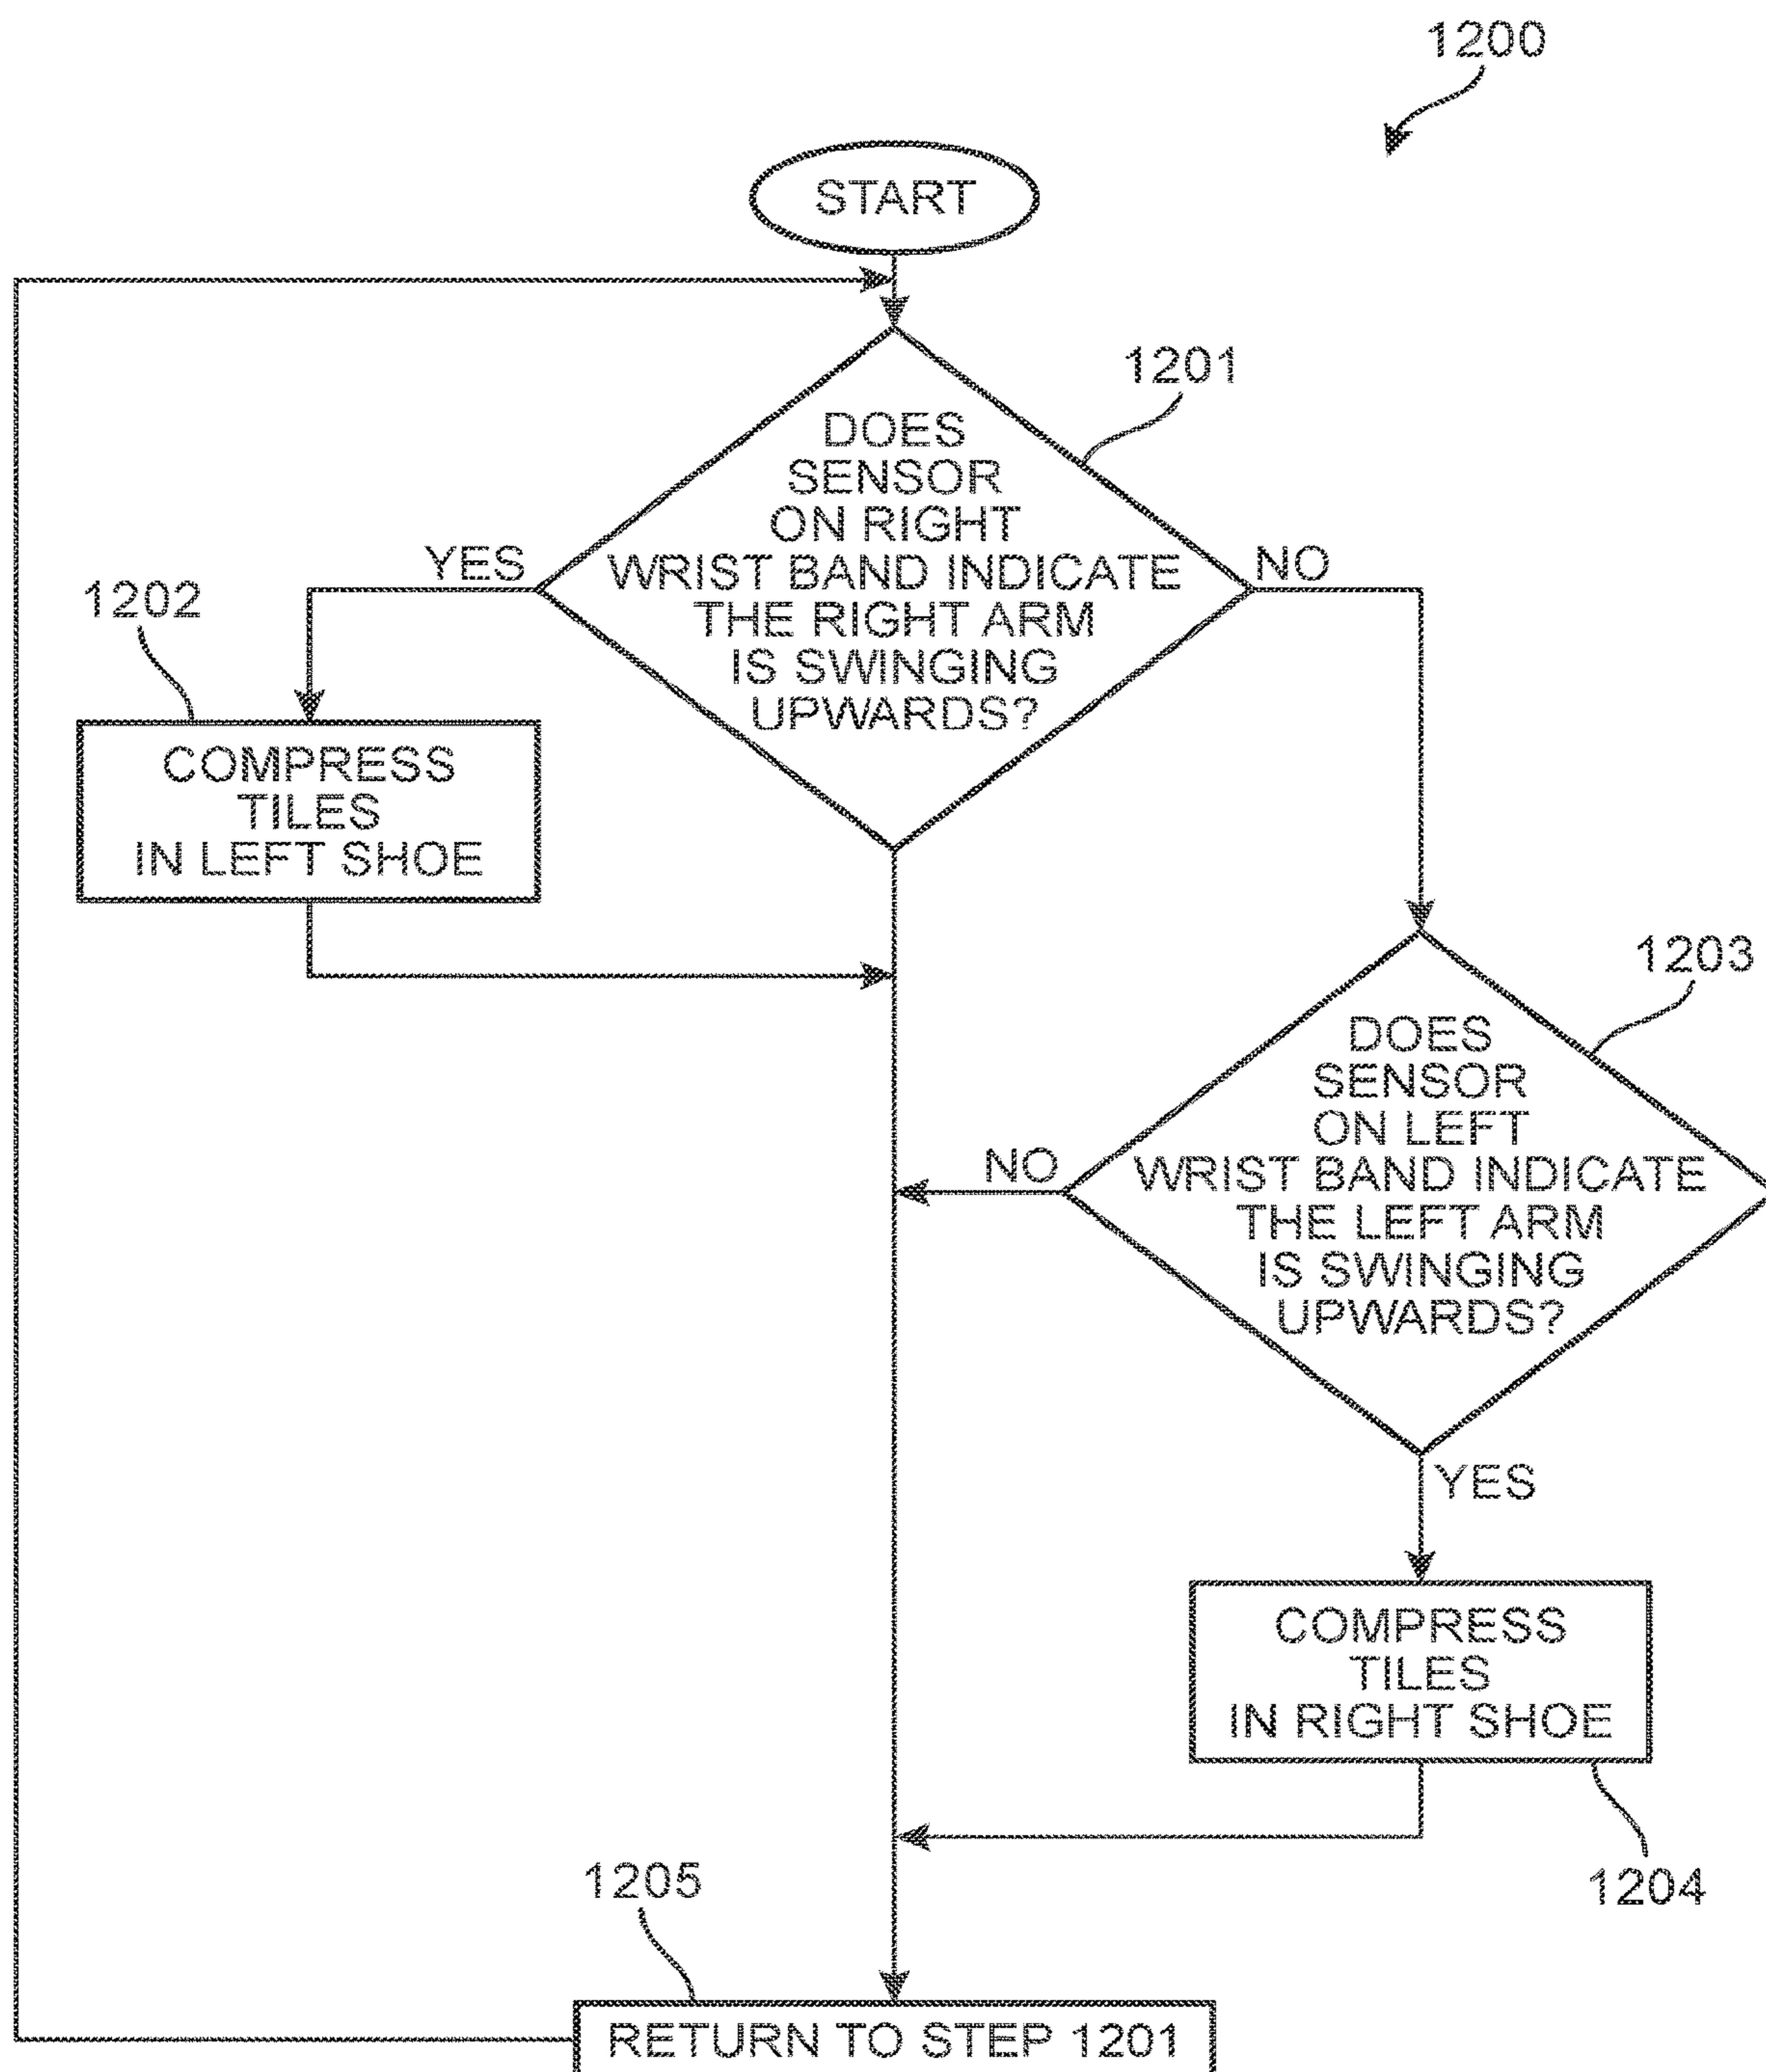 1200
START
1201
DOES
SENSOR
ON RIGHT
WRIST BAND INDICATE
THE RIGHT ARM
IS SWINGING
UPWARDS?
YES
NO
1202
COMPRESS
TILES
IN LEFT SHOE
1203
DOES
SENSOR
ON LEFT
WRIST BAND INDICATE
THE LEFT ARM
IS SWINGING
UPWARDS?
NO
YES
COMPRESS
TILES
IN RIGHT SHOE
1204
1205
RETURN TO STEP 1201